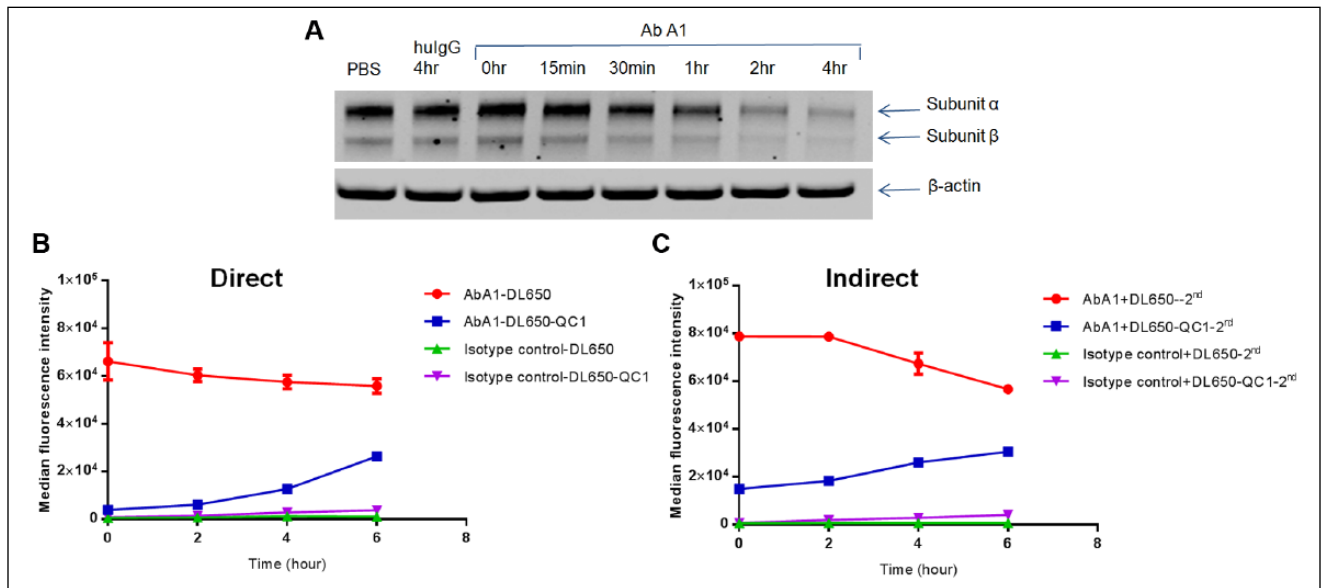 A
Ab A1
huIgG
PBS 4hr 0hr 15min 30min 1hr 2hr 4hr
Subunit α
Subunit β
β-actin
B
Direct
Median fluorescence intensity
1×10⁵
8×10⁴
6×10⁴
4×10⁴
2×10⁴
0
0 2 4 6 8
Time (hour)
AbA1-DL650
AbA1-DL650-QC1
Isotype control-DL650
Isotype control-DL650-QC1
C
Indirect
Median fluorescence intensity
1×10⁵
8×10⁴
6×10⁴
4×10⁴
2×10⁴
0
0 2 4 6 8
Time (hour)
AbA1+DL650--2ⁿᵈ
AbA1+DL650-QC1-2ⁿᵈ
Isotype control+DL650-2ⁿᵈ
Isotype control+DL650-QC1-2ⁿᵈ